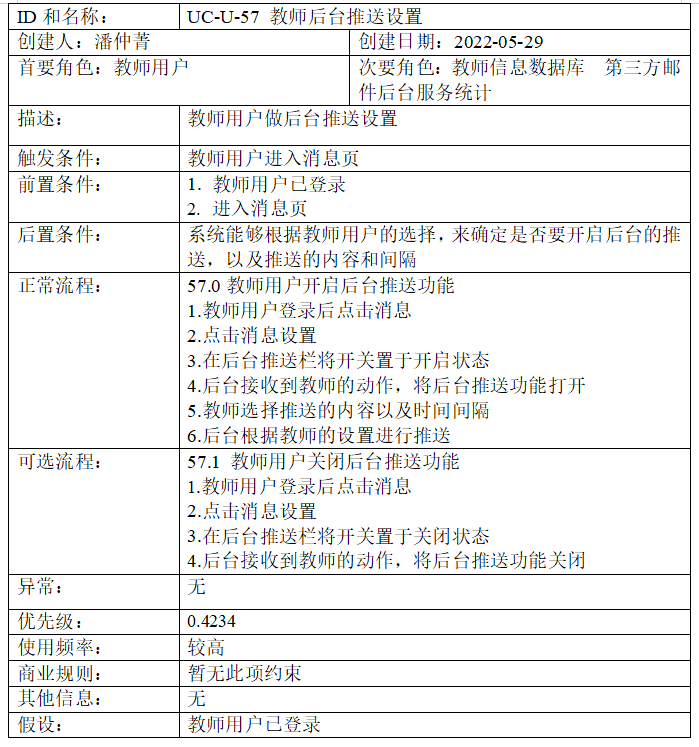 ID 和名称： UC-U-57 教师后台推送设置
创建人：潘仲菁 创建日期：2022-05-29
首要角色：教师用户 次要角色：教师信息数据库 第三方邮
件后台服务统计
描述： 教师用户做后台推送设置
触发条件： 教师用户进入消息页
前置条件： 1. 教师用户已登录
2. 进入消息页
后置条件： 系统能够根据教师用户的选择，来确定是否要开启后台的推
送，以及推送的内容和间隔
正常流程： 57.0 教师用户开启后台推送功能
1.教师用户登录后点击消息
2.点击消息设置
3.在后台推送栏将开关置于开启状态
4.后台接收到教师的动作，将后台推送功能打开
5.教师选择推送的内容以及时间间隔
6.后台根据教师的设置进行推送
可选流程： 57.1 教师用户关闭后台推送功能
1.教师用户登录后点击消息
2.点击消息设置
3.在后台推送栏将开关置于关闭状态
4.后台接收到教师的动作，将后台推送功能关闭
异常： 无
优先级： 0.4234
使用频率： 较高
商业规则： 暂无此项约束
其他信息： 无
假设： 教师用户已登录